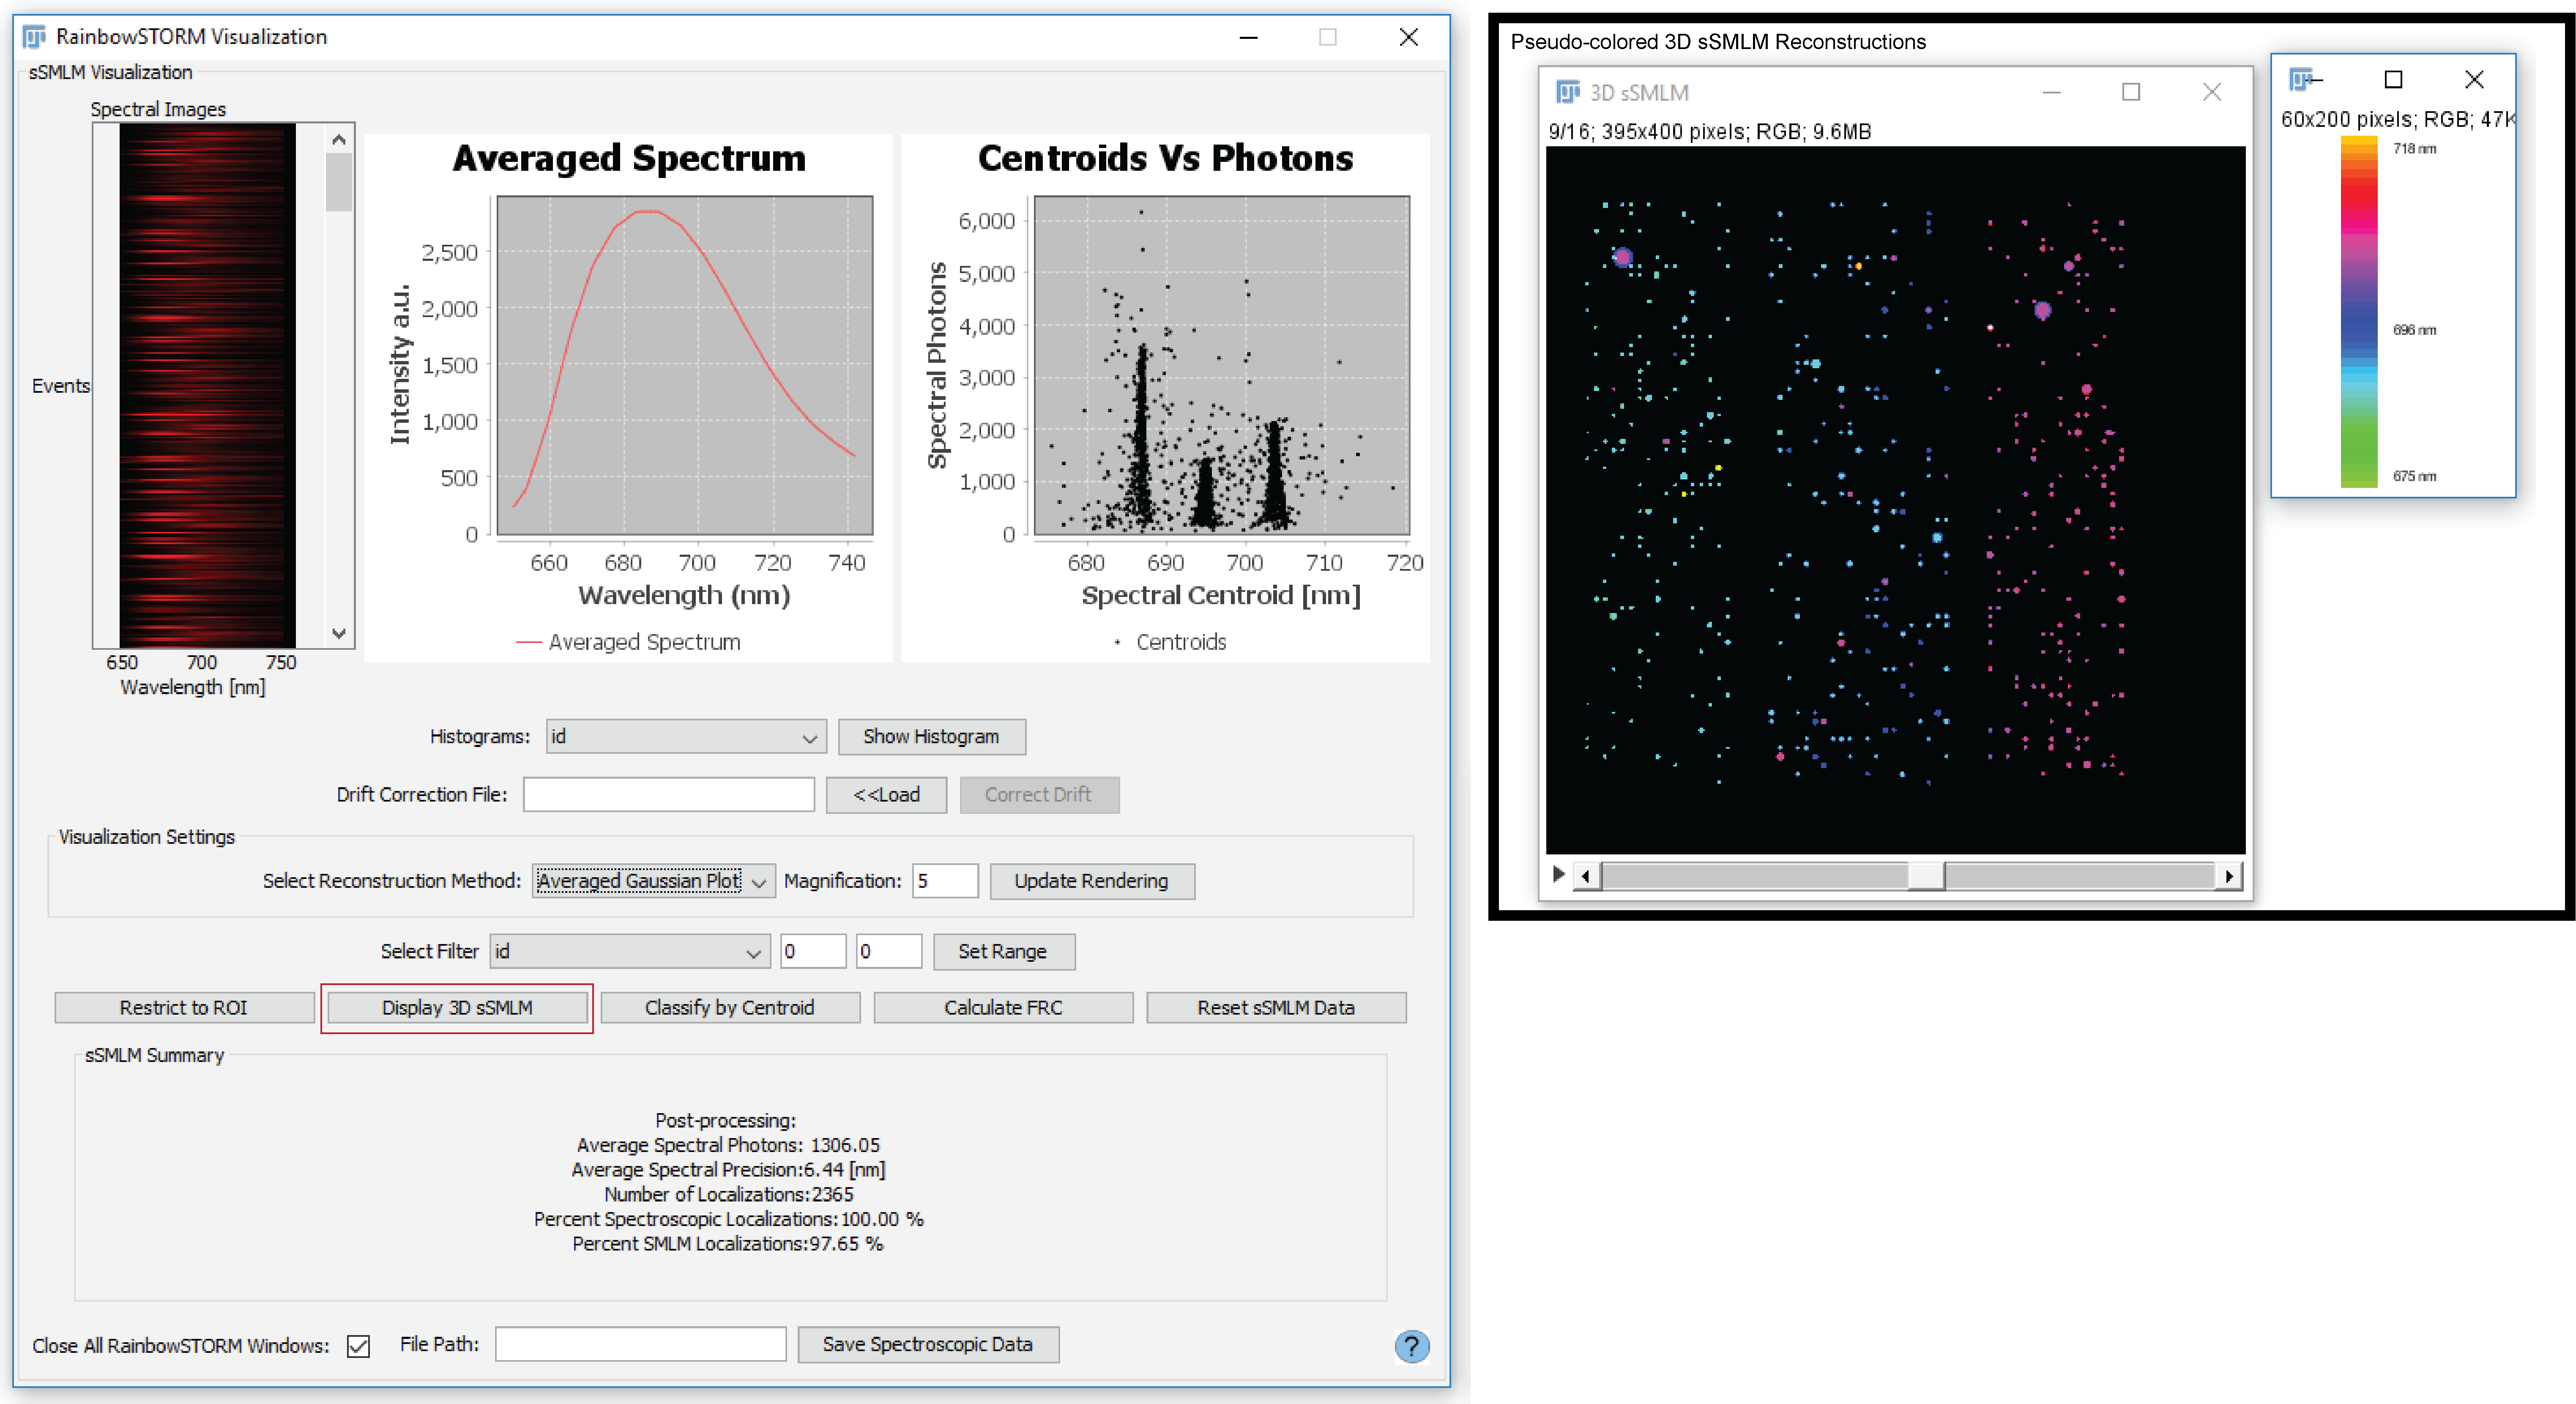 RainbowSTORM Visualization
sSMLM Visualization
Spectral Images
Events
650 700 750
Wavelength [nm]
Averaged Spectrum
Intensity a.u.
2,500
2,000
1,500
1,000
500
0
660 680 700 720 740
Wavelength (nm)
Averaged Spectrum
Centroids Vs Photons
Spectral Photons
6,000
5,000
4,000
3,000
2,000
1,000
0
680 690 700 710 720
Spectral Centroid [nm]
Centroids
Histograms: id Show Histogram
Drift Correction File: <<Load Correct Drift
Visualization Settings
Select Reconstruction Method: Averaged Gaussian Plot Magnification: 5 Update Rendering
Select Filter id 0 0 Set Range
Restrict to ROI Display 3D sSMLM Classify by Centroid Calculate FRC Reset sSMLM Data
sSMLM Summary
Post-processing:
Average Spectral Photons: 1306.05
Average Spectral Precision:6.44 [nm]
Number of Localizations:2365
Percent Spectroscopic Localizations:100.00 %
Percent SMLM Localizations:97.65 %
Close All RainbowSTORM Windows: File Path: Save Spectroscopic Data ?
Pseudo-colored 3D sSMLM Reconstructions
3D sSMLM
9/16; 395x400 pixels; RGB; 9.6MB
60x200 pixels; RGB; 47K
718 nm
696 nm
675 nm